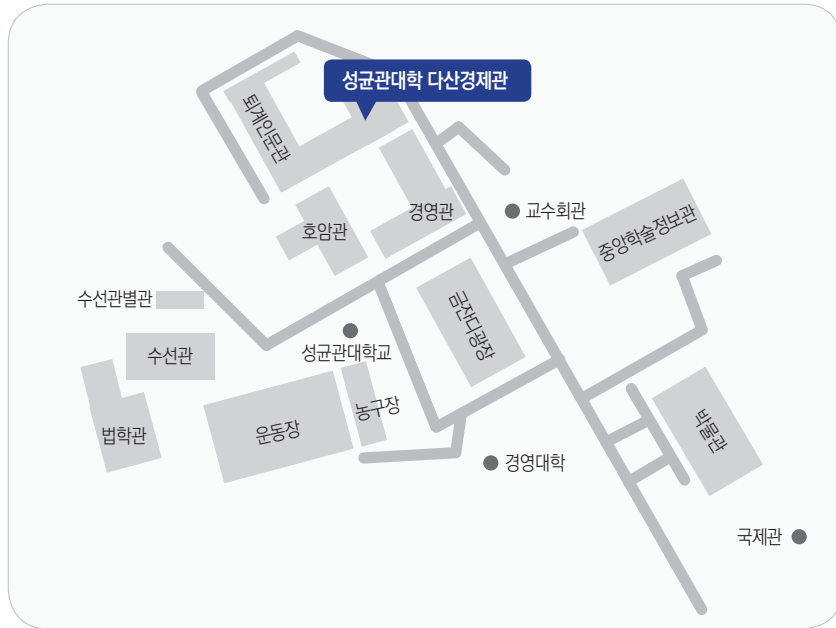 성균관대학 다산경제관
퇴계인문관
경영관
호암관
교수회관
중앙학술정보관
수선관별관
금잔디광장
수선관
성균관대학교
법학관
운동장
농구장
박물관
경영대학
국제관